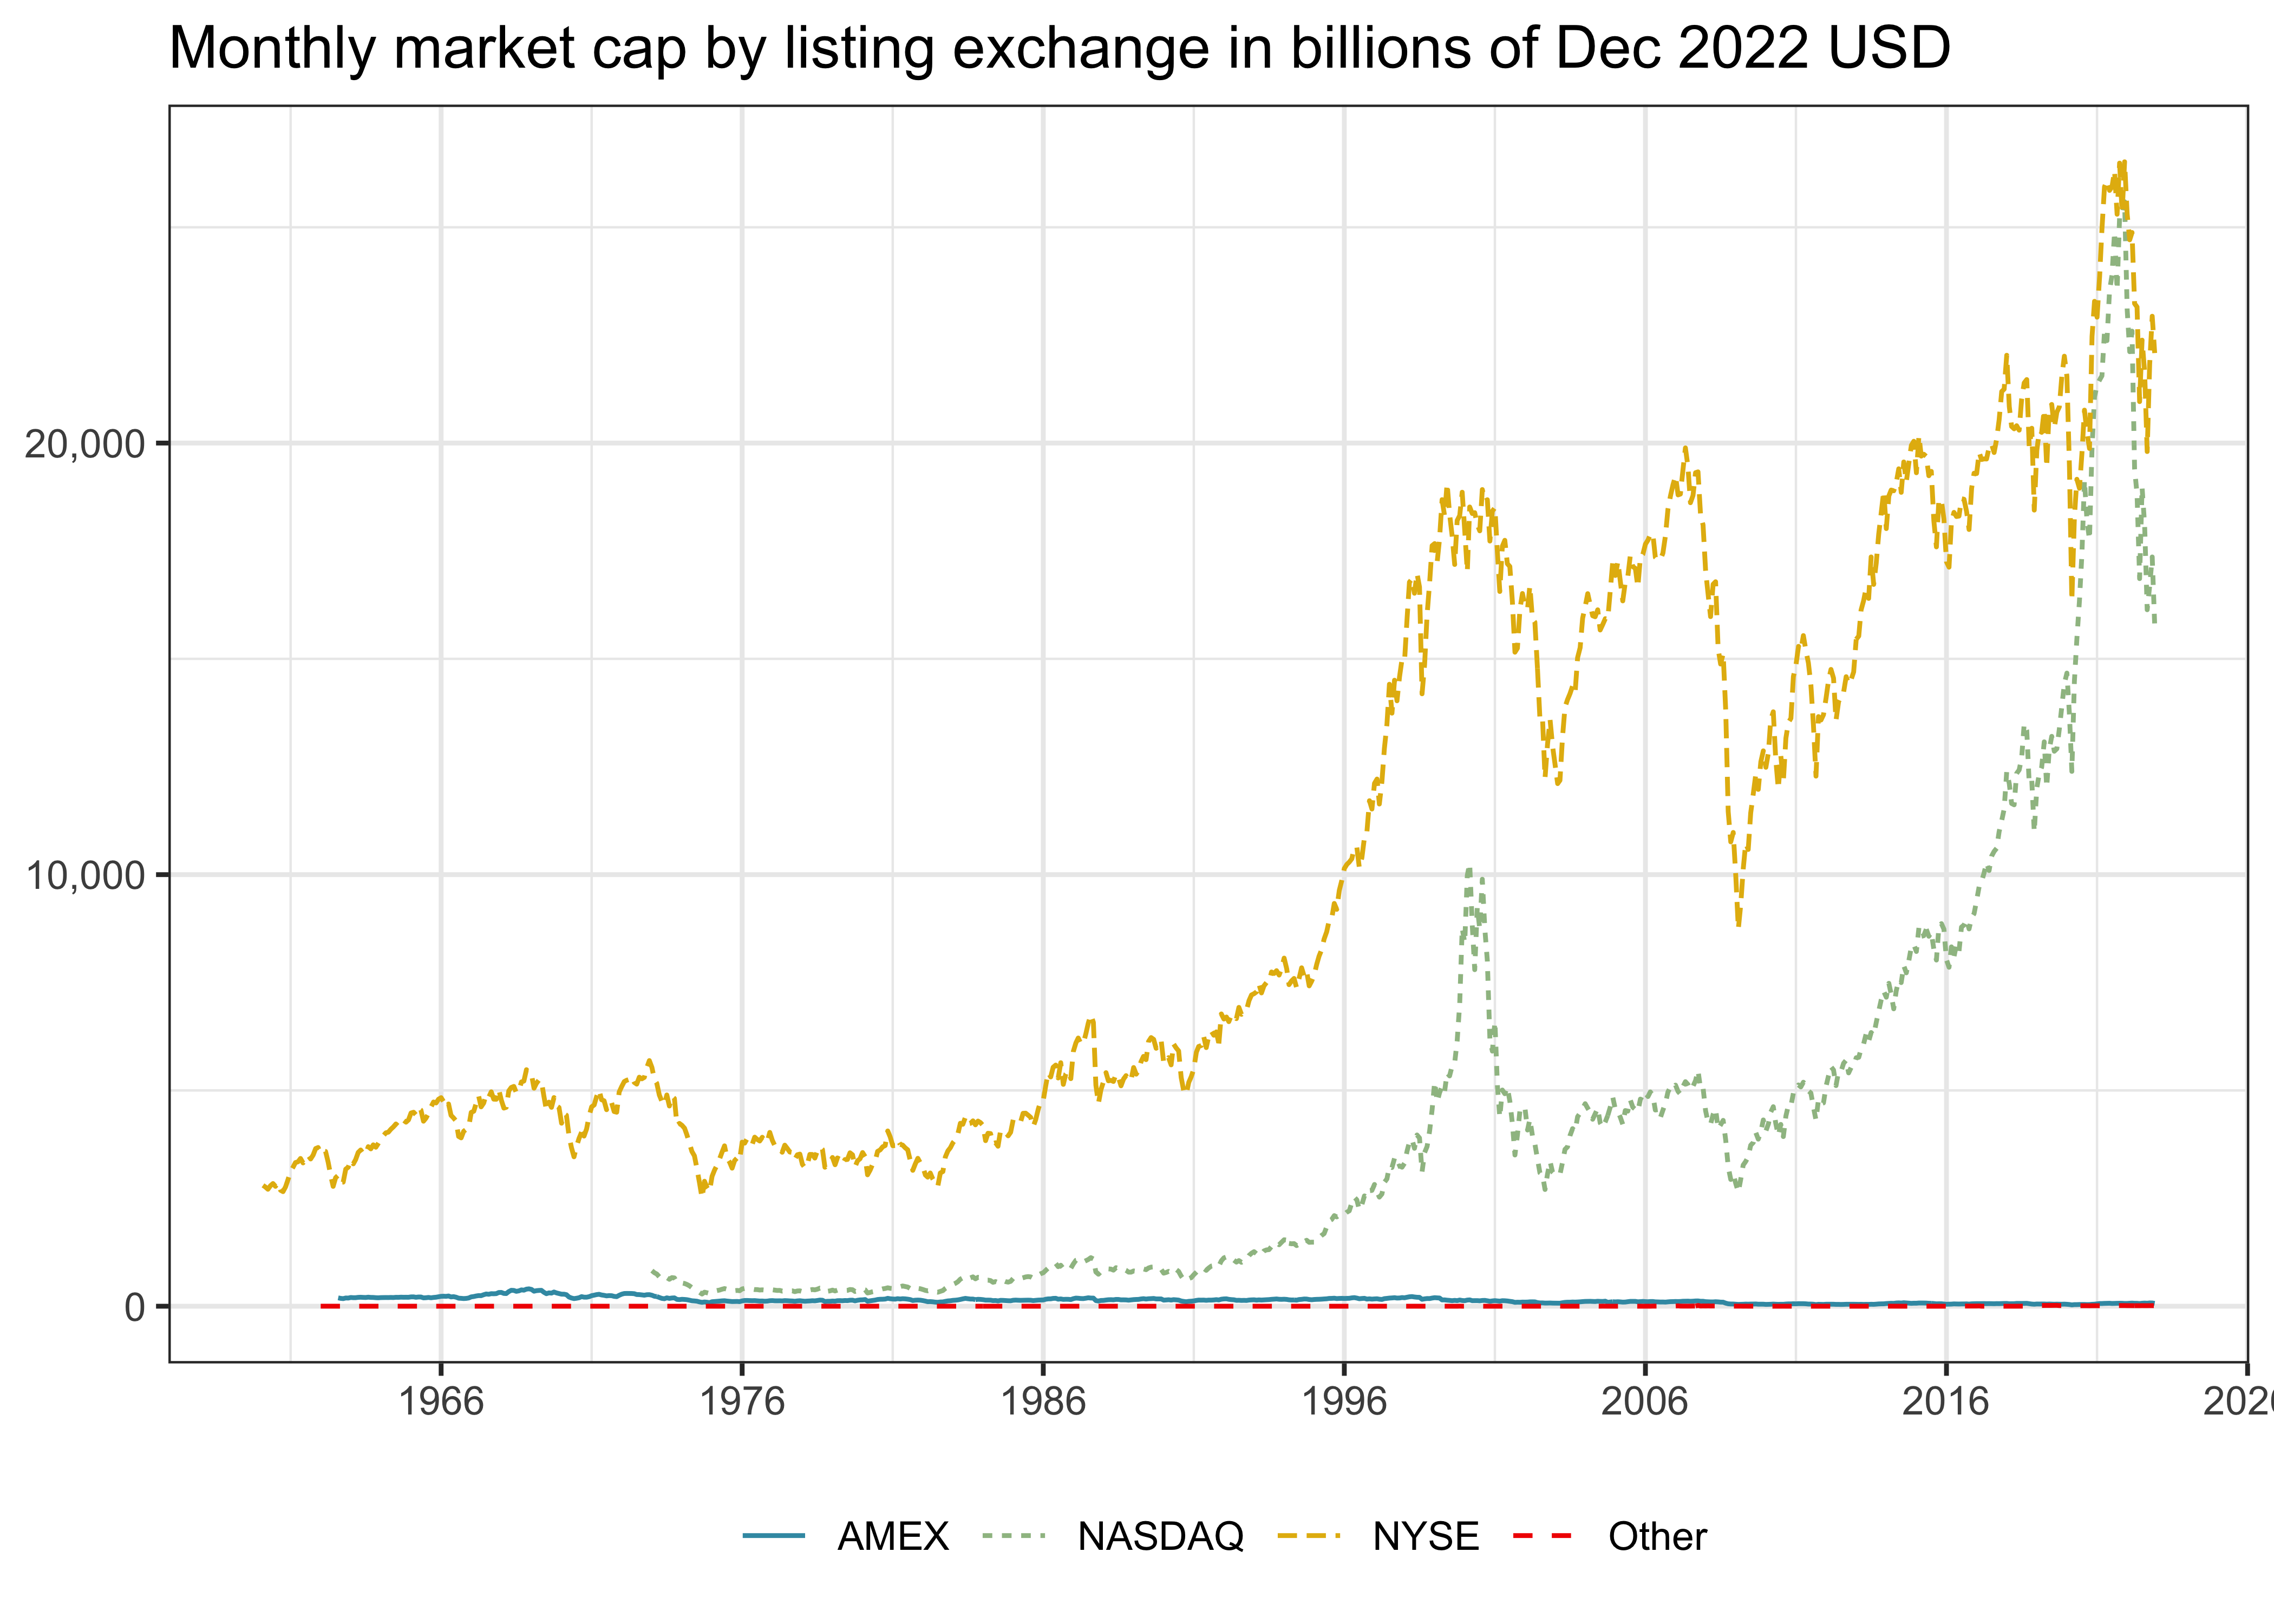 Monthly market cap by listing exchange in billions of Dec 2022 USD
20,000
10,000
0
1966 1976 1986 1996 2006 2016
AMEX NASDAQ NYSE Other